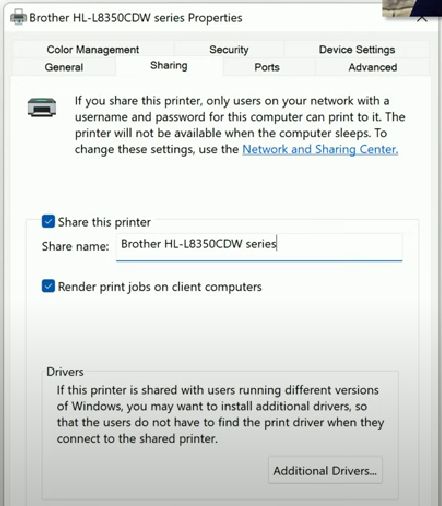 Brother HL-L8350CDW series Properties
Color Management Security Device Settings
General Sharing Ports Advanced
If you share this printer, only users on your network with a
username and password for this computer can print to it. The
printer will not be available when the computer sleeps. To
change these settings, use the Network and Sharing Center.
Share this printer
Share name: Brother HL-L8350CDW series
Render print jobs on client computers
Drivers
If this printer is shared with users running different versions
of Windows, you may want to install additional drivers, so
that the users do not have to find the print driver when they
connect to the shared printer.
Additional Drivers...